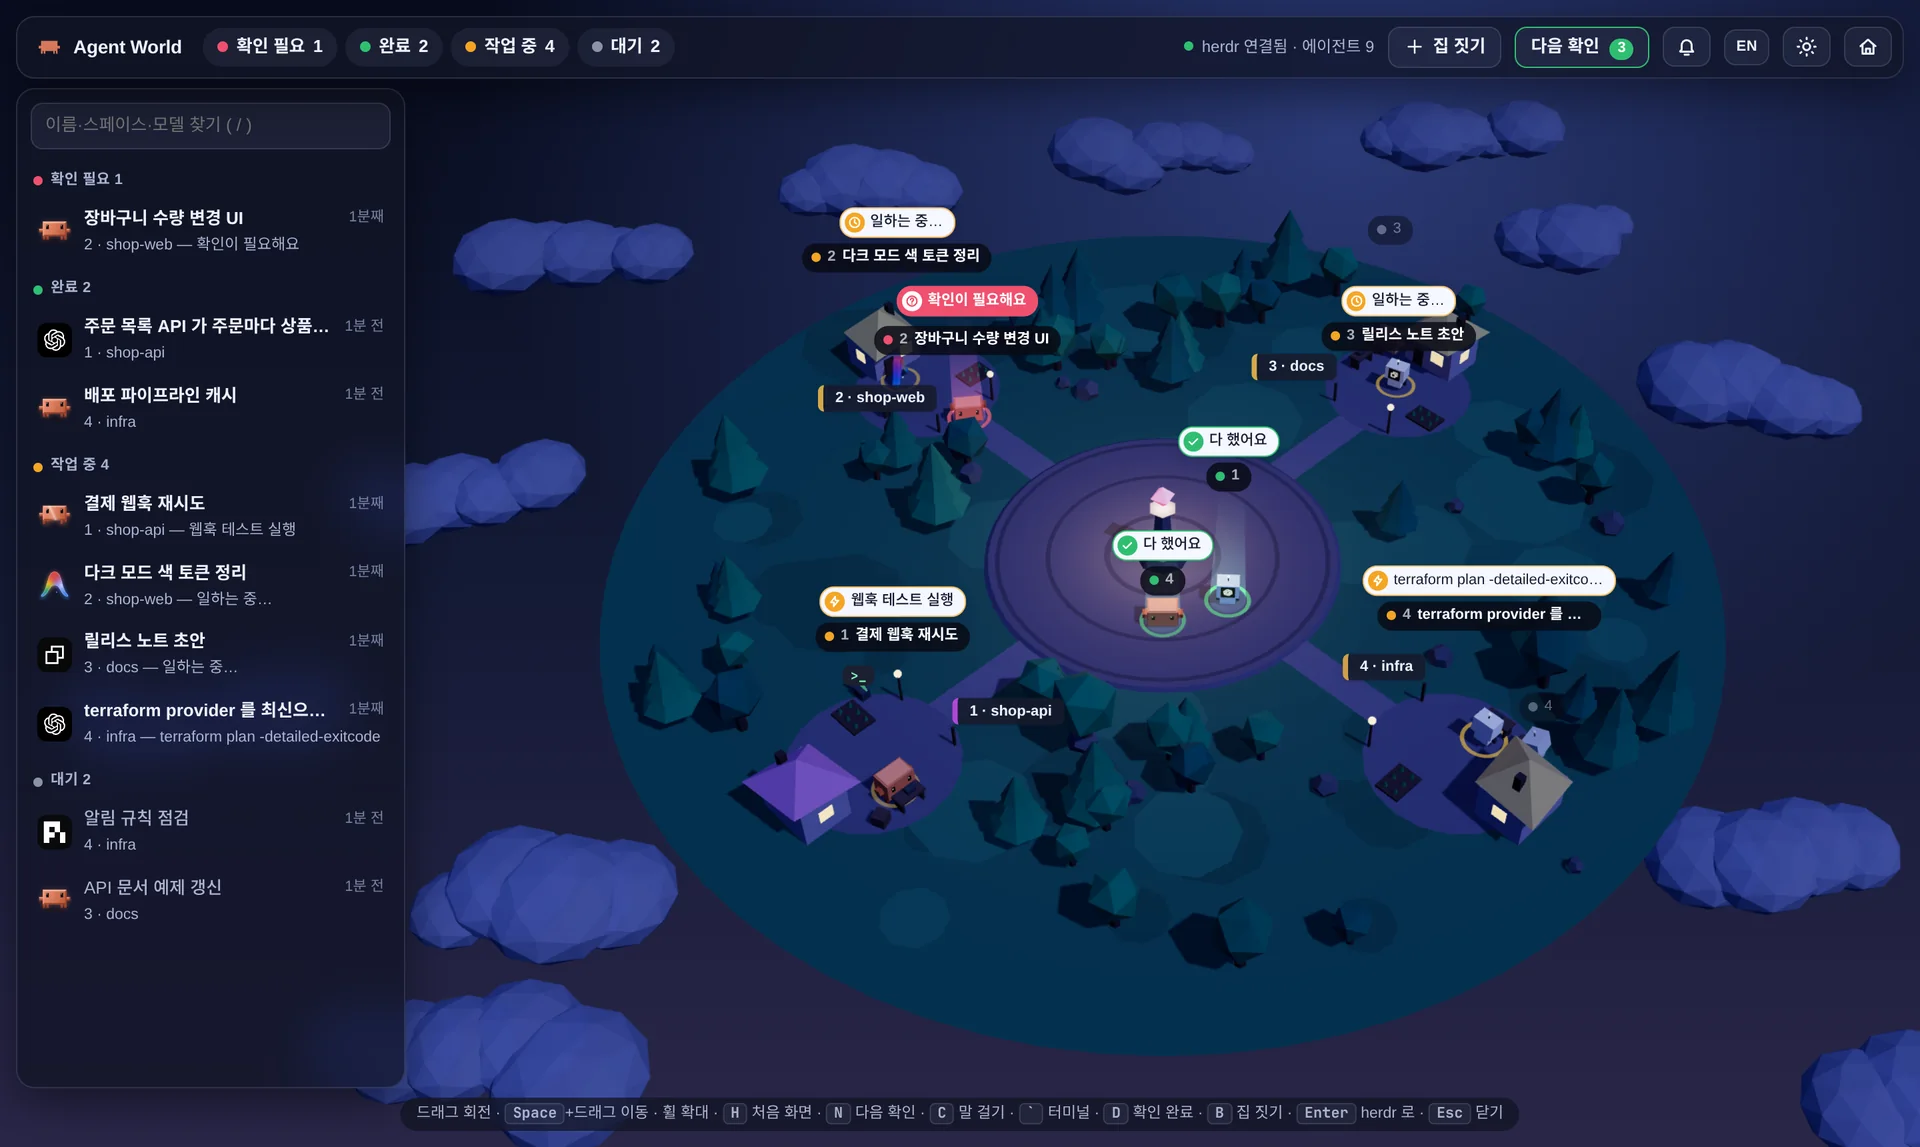 Agent World
확인 필요 1
완료 2
작업 중 4
대기 2
herdr 연결됨 · 에이전트 9
+ 집 짓기
다음 확인 3
EN
이름·스페이스·모델 찾기 ( / )
확인 필요 1
장바구니 수량 변경 UI
1분째
2 · shop-web — 확인이 필요해요
완료 2
주문 목록 API 가 주문마다 상품…
1분 전
1 · shop-api
배포 파이프라인 캐시
1분 전
4 · infra
작업 중 4
결제 웹훅 재시도
1분째
1 · shop-api — 웹훅 테스트 실행
다크 모드 색 토큰 정리
1분째
2 · shop-web — 일하는 중…
릴리스 노트 초안
1분째
3 · docs — 일하는 중…
terraform provider 를 최신으…
1분째
4 · infra — terraform plan -detailed-exitcode
대기 2
알림 규칙 점검
1분 전
4 · infra
API 문서 예제 갱신
1분 전
3 · docs
일하는 중…
2 다크 모드 색 토큰 정리
3
확인이 필요해요
2 장바구니 수량 변경 UI
일하는 중…
3 릴리스 노트 초안
3 · docs
2 · shop-web
다 했어요
1
다 했어요
4
웹훅 테스트 실행
1 결제 웹훅 재시도
terraform plan -detailed-exitco…
4 terraform provider 를 …
4 · infra
>_
1 · shop-api
4
드래그 회전 · Space +드래그 이동 · 휠 확대 · H 처음 화면 · N 다음 확인 · C 말 걸기 · ` 터미널 · D 확인 완료 · B 집 짓기 · Enter herdr 로 · Esc 닫기